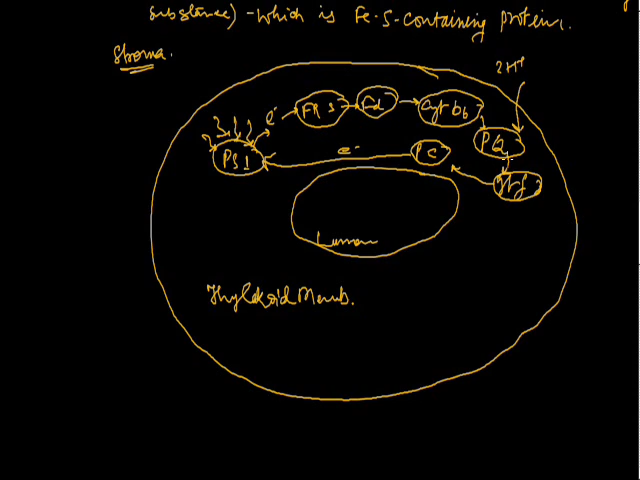 substance) - which is Fe-S-containing protein.
Stroma.
2H+
e- FRS Fd Cyt b6
PS I e- PC PQ
Cyt f
Lumen
Thylakoid Memb.